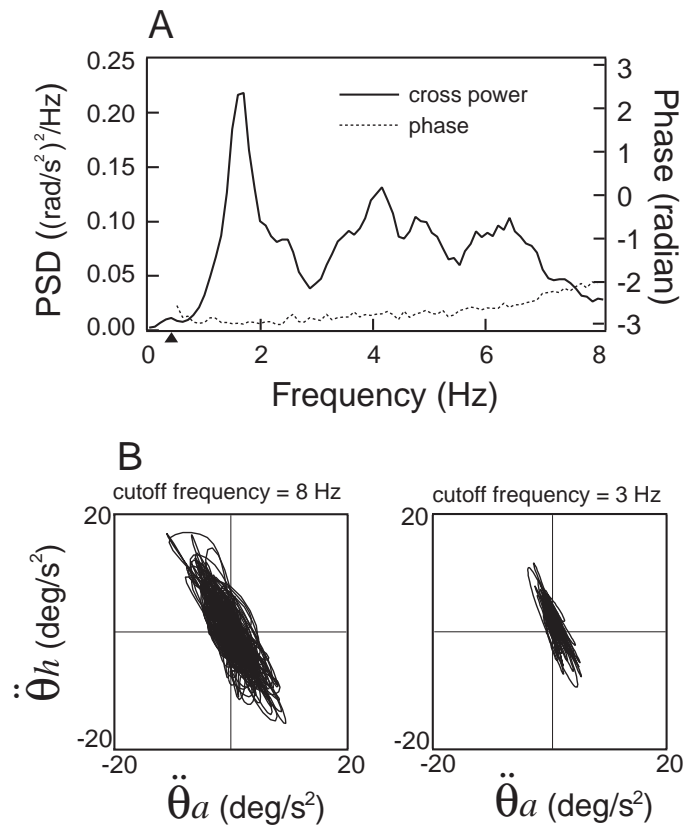 A
PSD ((rad/s²)²/Hz)
0.25
0.20
0.15
0.10
0.05
0.00
cross power
phase
3
2
1
0
-1
-2
-3
Phase (radian)
0 2 4 6 8
Frequency (Hz)
B
cutoff frequency = 8 Hz
cutoff frequency = 3 Hz
20
20
θ̈h (deg/s²)
-20
-20
-20 20
-20 20
θ̈a (deg/s²)
θ̈a (deg/s²)